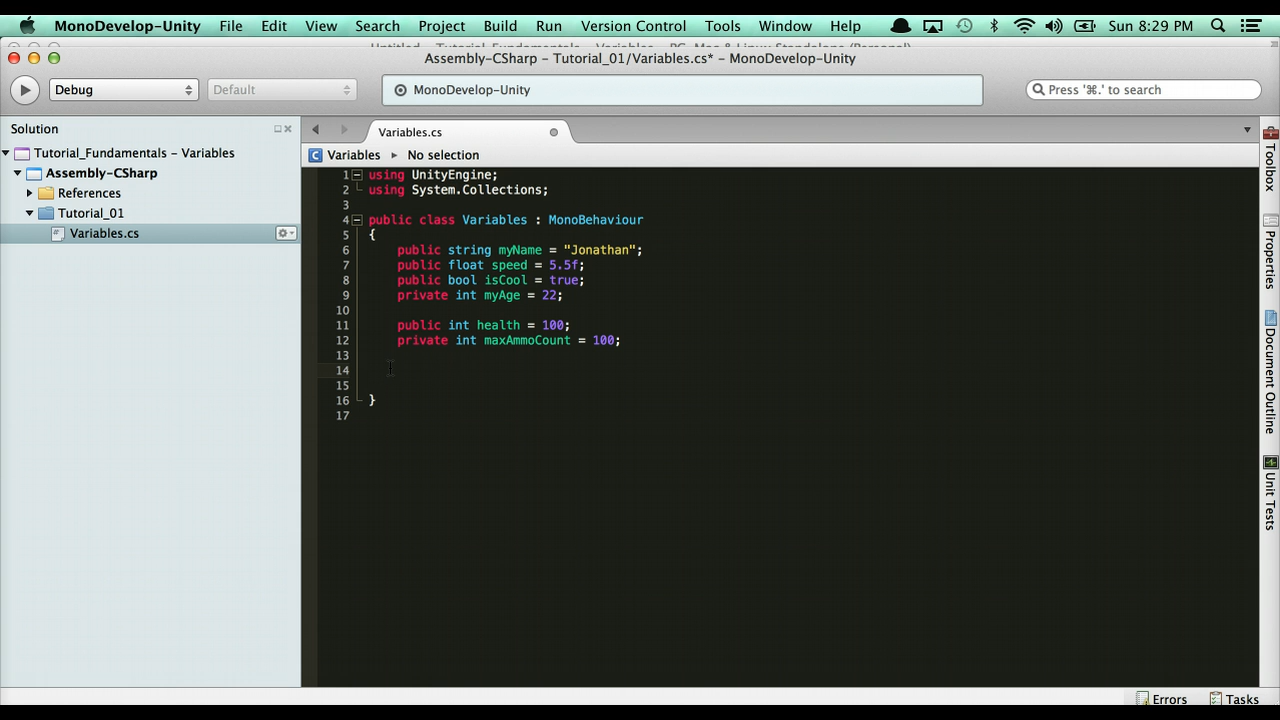 MonoDevelop-Unity File Edit View Search Project Build Run Version Control Tools Window Help Sun 8:29 PM
Assembly-CSharp – Tutorial_01/Variables.cs* – MonoDevelop-Unity
Debug Default MonoDevelop-Unity Press '⌘.' to search
Solution
Variables.cs
Tutorial_Fundamentals – Variables
Assembly-CSharp
References
Tutorial_01
Variables.cs
Variables ▸ No selection
1 using UnityEngine;
2 using System.Collections;
3
4 public class Variables : MonoBehaviour
5 {
6 public string myName = "Jonathan";
7 public float speed = 5.5f;
8 public bool isCool = true;
9 private int myAge = 22;
10
11 public int health = 100;
12 private int maxAmmoCount = 100;
13
14
15
16 }
17
Toolbox
Properties
Document Outline
Unit Tests
Errors Tasks